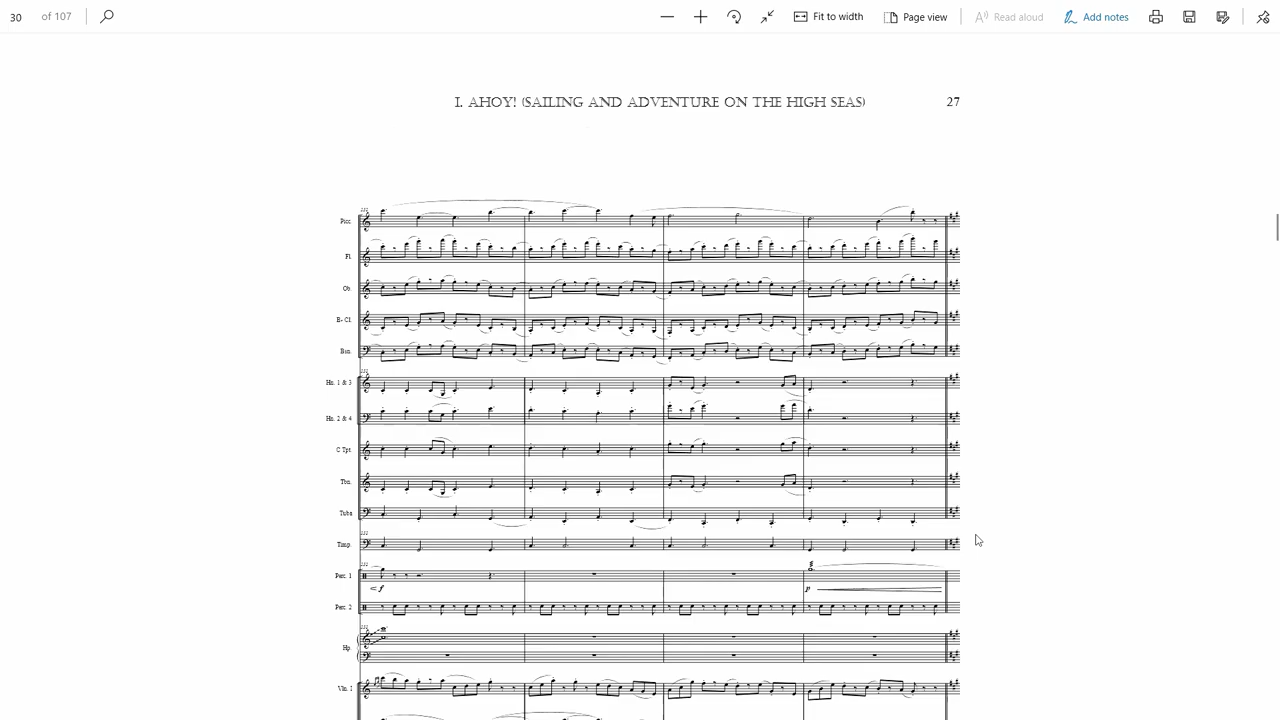 30 of 107 Fit to width Page view Read aloud Add notes
I. AHOY! (SAILING AND ADVENTURE ON THE HIGH SEAS) 27
Picc.
Fl.
Ob.
Bsn.
Hn. 1 & 3
Hn. 2 & 4
C Tpt
Tbn.
Tuba
Timp.
Perc. 1
f
p
Perc. 2
Hp.
Vln. I